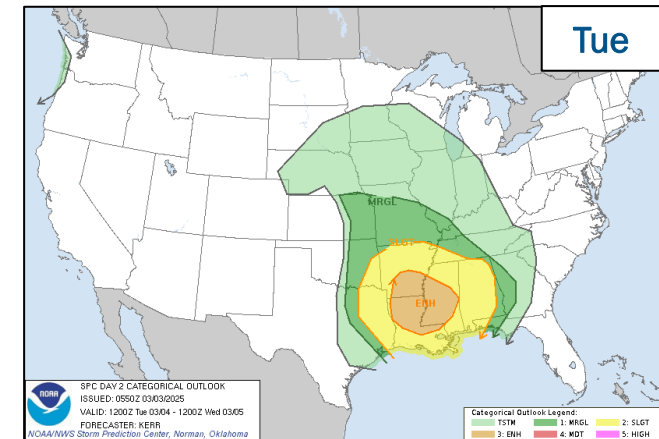 Tue
MRGL
SLGT
ENH
NOAA
SPC DAY 2 CATEGORICAL OUTLOOK
ISSUED: 0550Z 03/03/2025
VALID: 1200Z Tue 03/04 - 1200Z Wed 03/05
FORECASTER: KERR
NOAA/NWS Storm Prediction Center, Norman, Oklahoma
Categorical Outlook Legend:
TSTM 1: MRGL 2: SLGT
3: ENH 4: MDT 5: HIGH